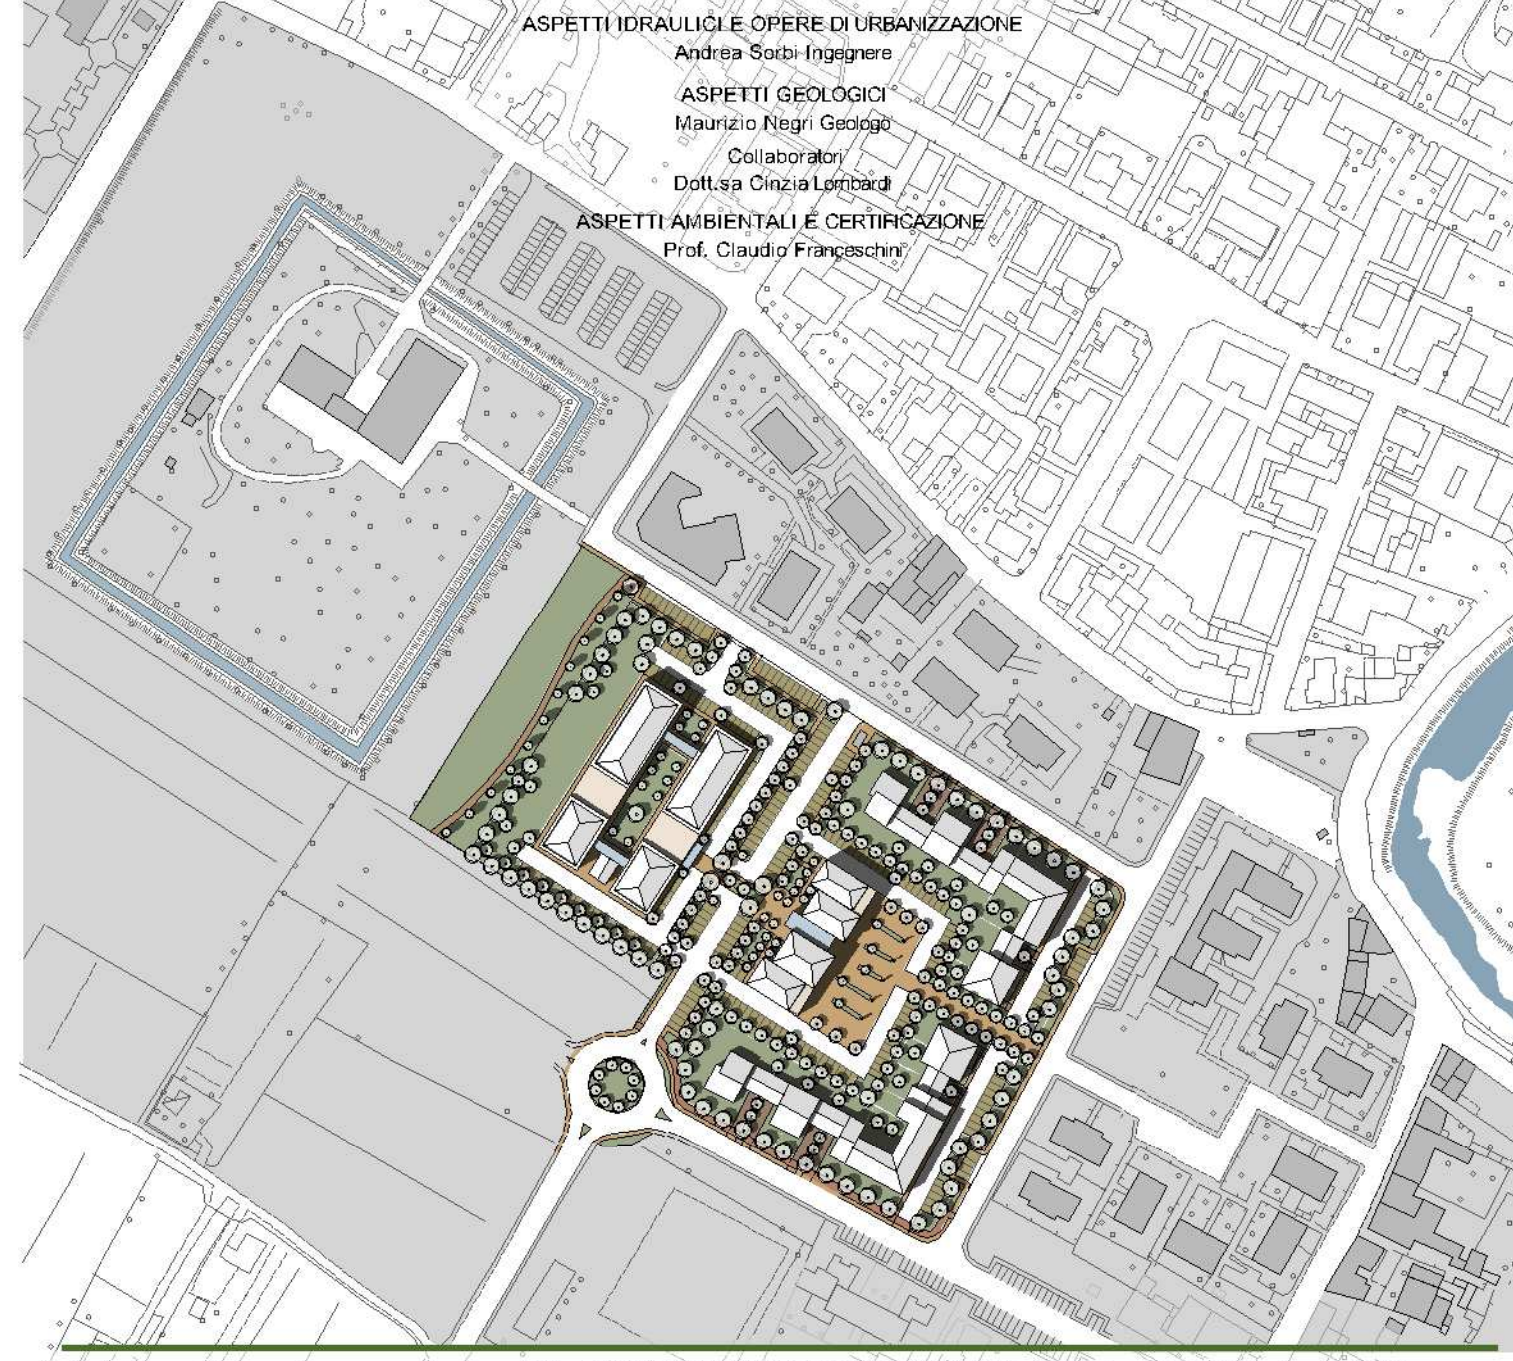 ASPETTI IDRAULICI E OPERE DI URBANIZZAZIONE
Andrea Sorbi Ingegnere
ASPETTI GEOLOGICI
Maurizio Negri Geologo
Collaboratori
Dott.sa Cinzia Lombardi
ASPETTI AMBIENTALI E CERTIFICAZIONE
Prof. Claudio Franceschini